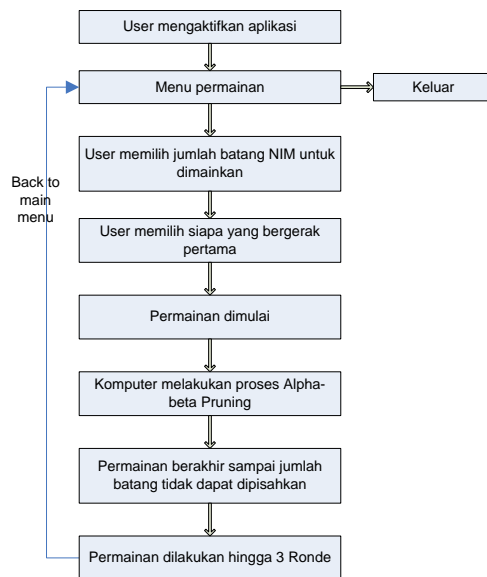 User mengaktifkan aplikasi
Menu permainan
Keluar
User memilih jumlah batang NIM untuk
dimainkan
Back to
main
menu
User memilih siapa yang bergerak
pertama
Permainan dimulai
Komputer melakukan proses Alpha-
beta Pruning
Permainan berakhir sampai jumlah
batang tidak dapat dipisahkan
Permainan dilakukan hingga 3 Ronde